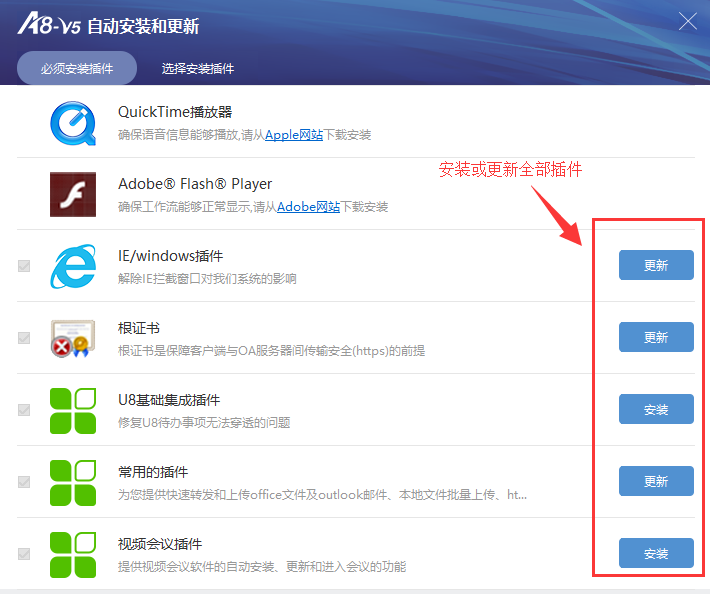 A8-V5 自动安装和更新
必须安装插件 选择安装插件
QuickTime播放器
确保语音信息能够播放,请从Apple网站下载安装
安装或更新全部插件
Adobe® Flash® Player
确保工作流能够正常显示,请从Adobe网站下载安装
IE/windows插件
解除IE拦截窗口对我们系统的影响
更新
根证书
根证书是保障客户端与OA服务器间传输安全(https)的前提
更新
U8基础集成插件
修复U8待办事项无法穿透的问题
安装
常用的插件
为您提供快速转发和上传office文件及outlook邮件、本地文件批量上传、ht...
更新
视频会议插件
提供视频会议软件的自动安装、更新和进入会议的功能
安装